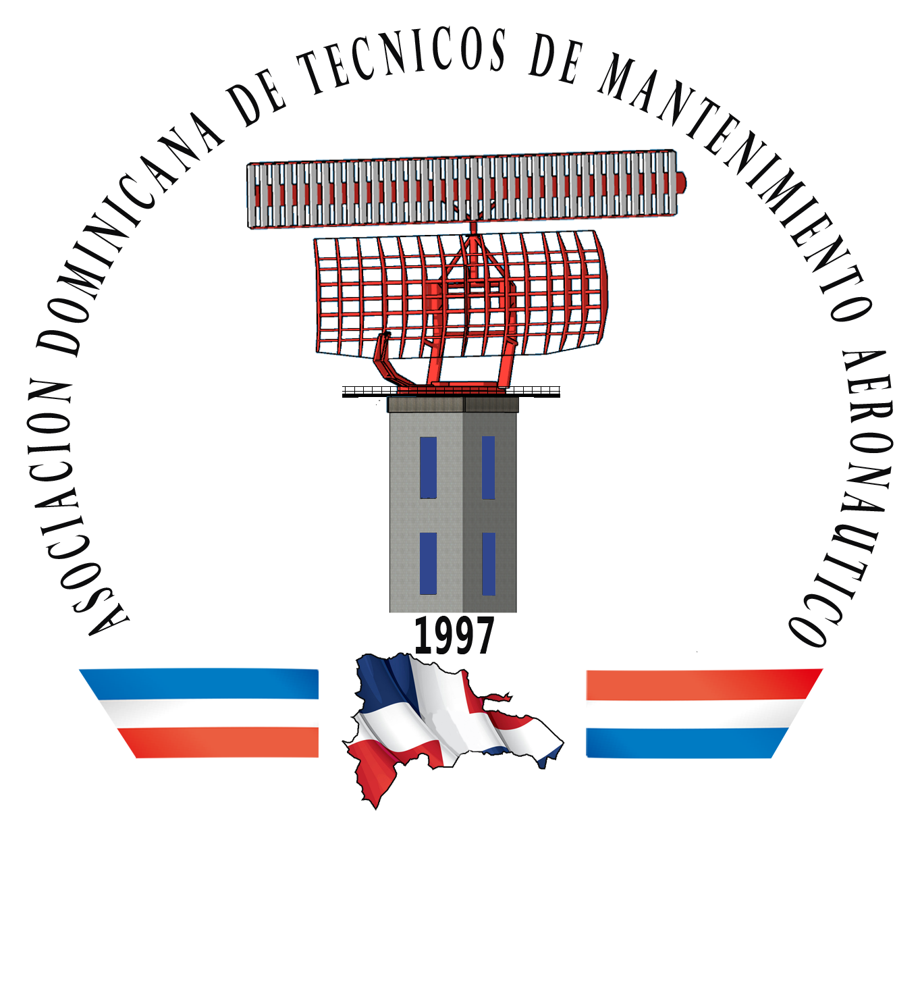 ASOCIACION DOMINICANA DE TECNICOS DE MANTENIMIENTO AERONAUTICO
1997